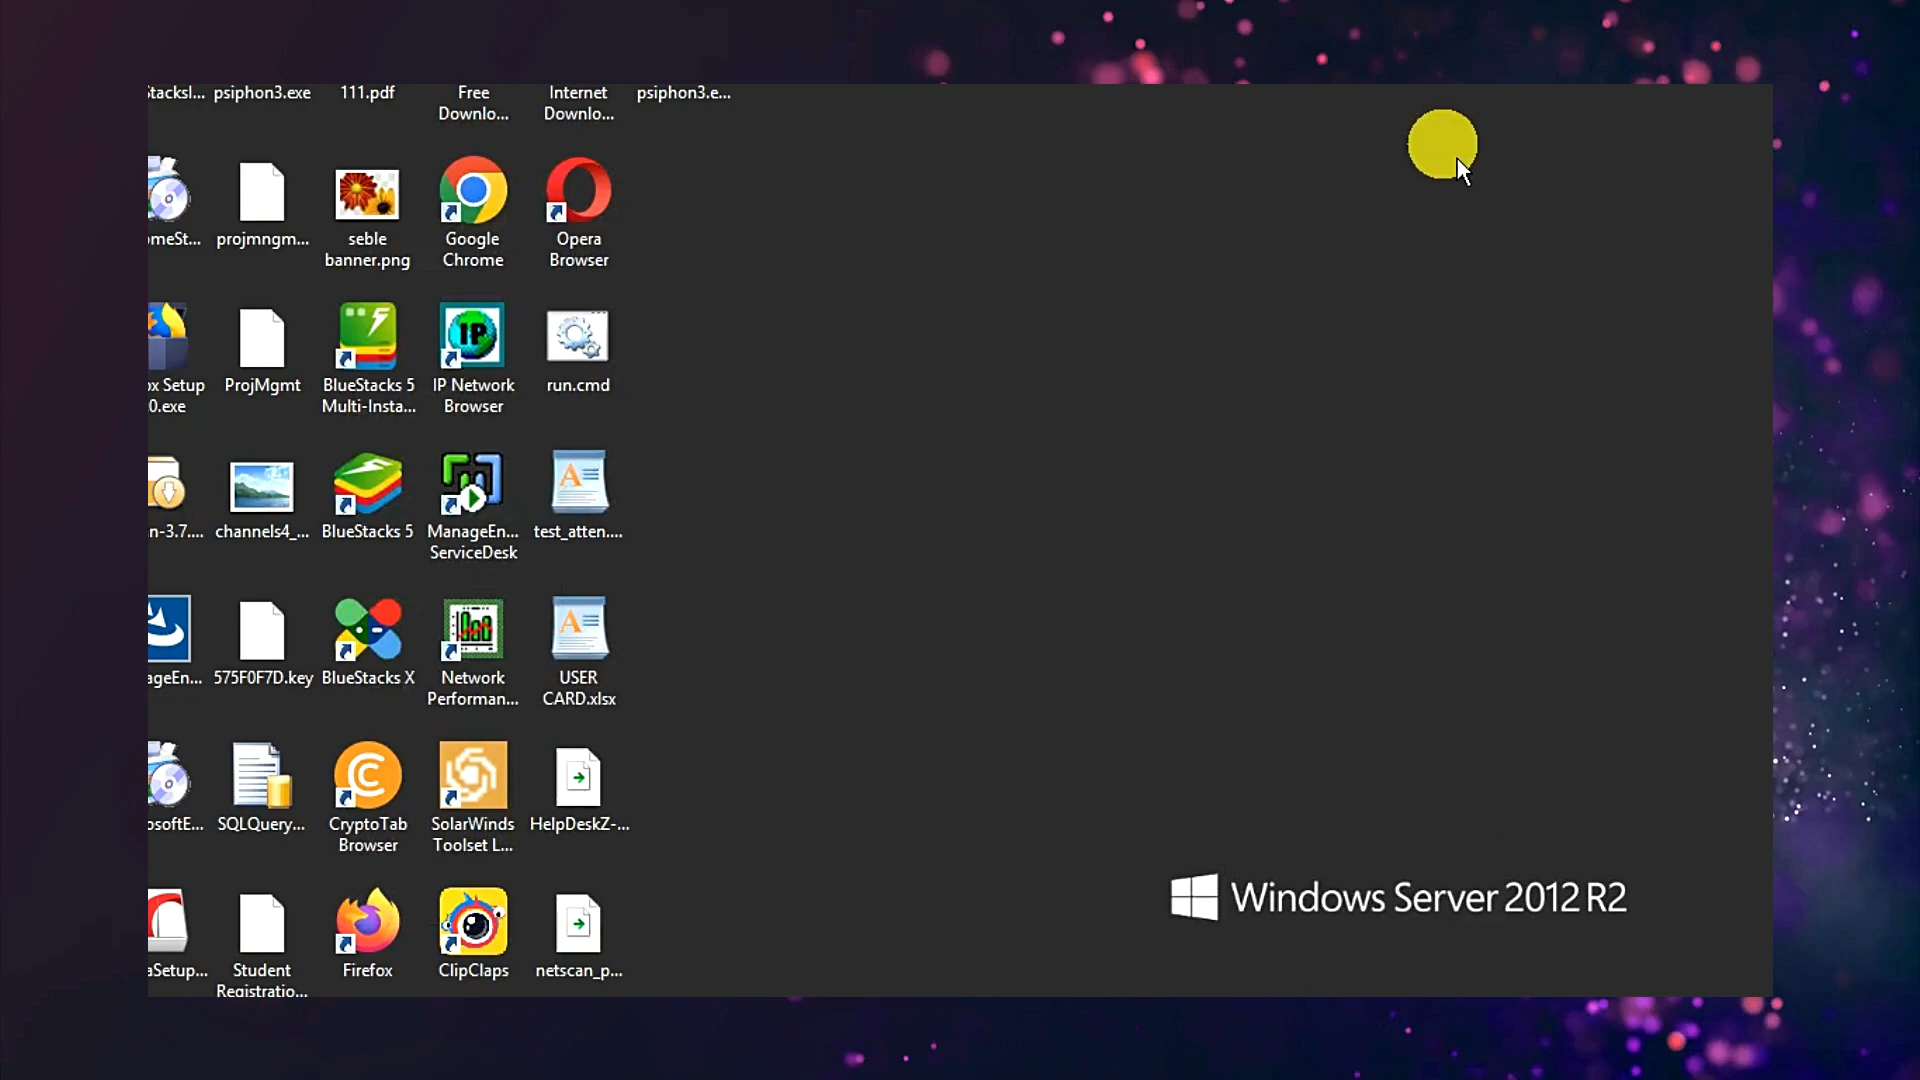 Stacksl... psiphon3.exe 111.pdf Free Downlo... Internet Downlo... psiphon3.e...
omeSt... projmngm... seble banner.png Google Chrome Opera Browser
ox Setup 0.exe ProjMgmt BlueStacks 5 Multi-Insta... IP Network Browser run.cmd
n-3.7.... channels4_... BlueStacks 5 ManageEn... ServiceDesk test_atten....
ageEn... 575F0F7D.key BlueStacks X Network Performan... USER CARD.xlsx
osoftE... SQLQuery... CryptoTab Browser SolarWinds Toolset L... HelpDeskZ-...
aSetup... Student Registratio... Firefox ClipClaps netscan_p...
Windows Server 2012 R2